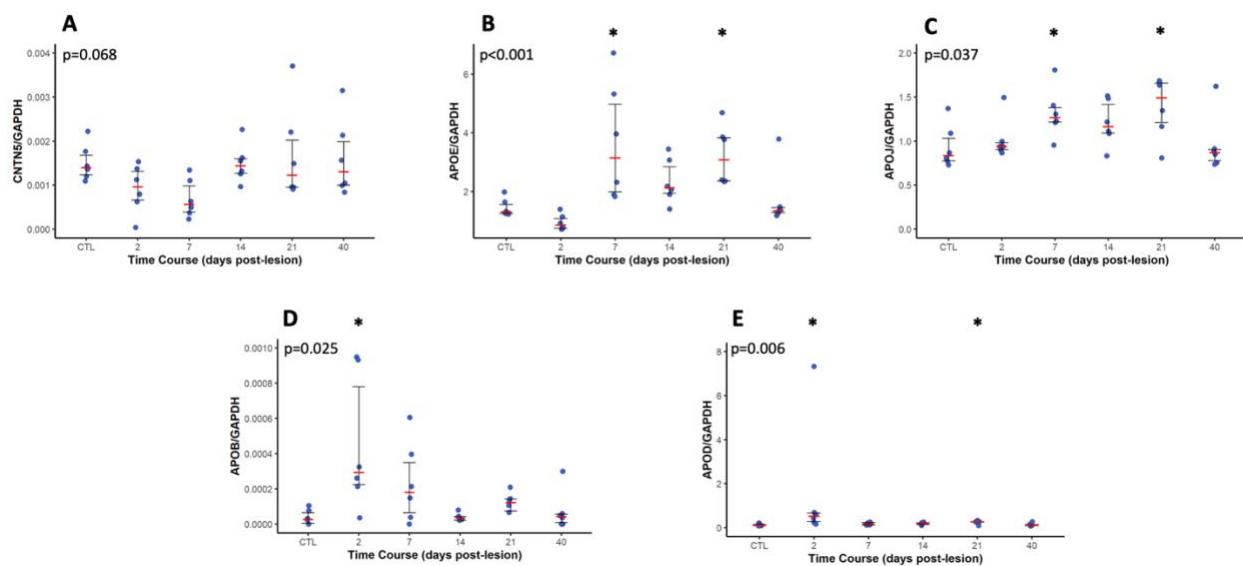 A
p=0.068
0.004
0.003
0.002
0.001
0.000
CNTN5/GAPDH
CTL 2 7 14 21 40
Time Course (days post-lesion)
B
* *
p<0.001
6
4
2
APOE/GAPDH
CTL 2 7 14 21 40
Time Course (days post-lesion)
C
* *
p=0.037
2.0
1.5
1.0
0.5
0.0
APOJ/GAPDH
CTL 2 7 14 21 40
Time Course (days post-lesion)
D
*
p=0.025
0.0010
0.0008
0.0006
0.0004
0.0002
0.0000
APOB/GAPDH
CTL 2 7 14 21 40
Time Course (days post-lesion)
E
* *
p=0.006
8
6
4
2
0
APOD/GAPDH
CTL 2 7 14 21 40
Time Course (days post-lesion)